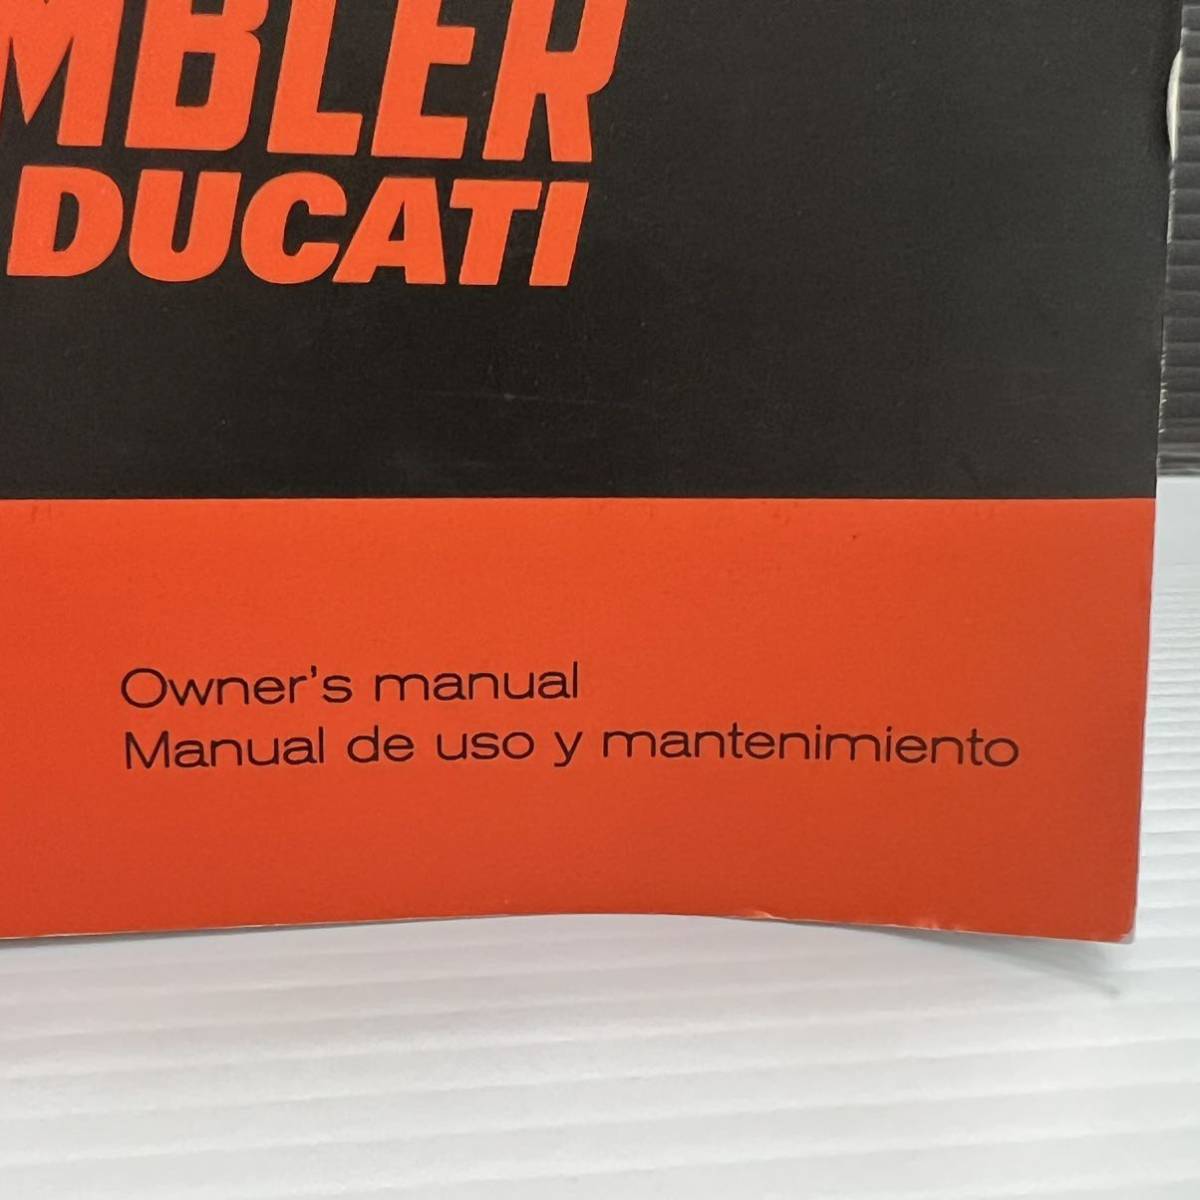 MBLER
DUCATI
Owner's manual
Manual de uso y mantenimiento